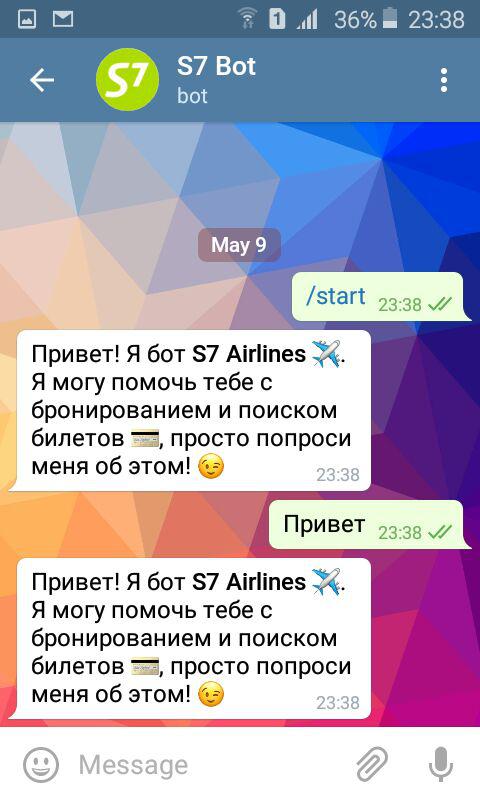 1 36% 23:38
S7 S7 Bot
bot
May 9
/start 23:38
Привет! Я бот S7 Airlines ✈️.
Я могу помочь тебе с
бронированием и поиском
билетов 💳, просто попроси
меня об этом! 😉 23:38
Привет 23:38
Привет! Я бот S7 Airlines ✈️.
Я могу помочь тебе с
бронированием и поиском
билетов 💳, просто попроси
меня об этом! 😉 23:38
Message